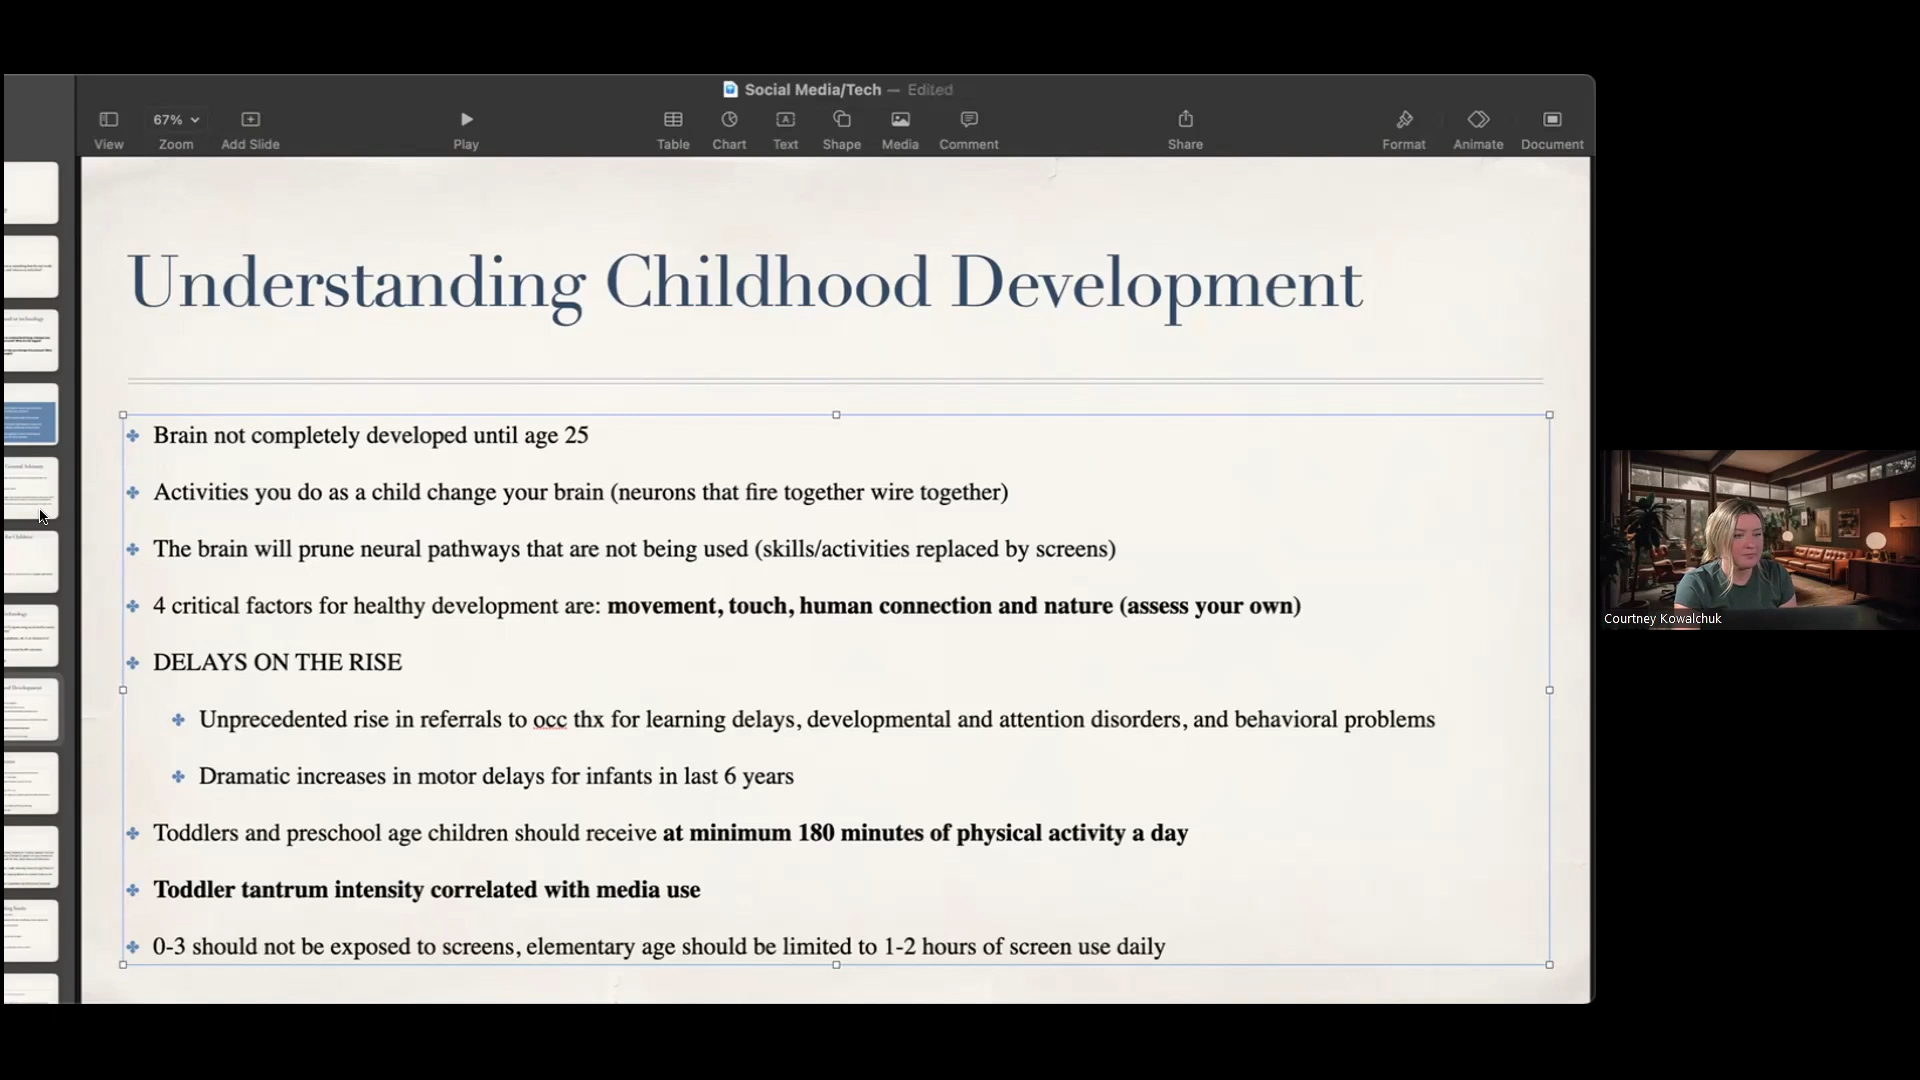 Social Media/Tech — Edited
67%
View
Zoom
Add Slide
Play
Table
Chart
Text
Shape
Media
Comment
Share
Format
Animate
Document
Understanding Childhood Development
Brain not completely developed until age 25
Activities you do as a child change your brain (neurons that fire together wire together)
The brain will prune neural pathways that are not being used (skills/activities replaced by screens)
4 critical factors for healthy development are: movement, touch, human connection and nature (assess your own)
DELAYS ON THE RISE
Unprecedented rise in referrals to occ thx for learning delays, developmental and attention disorders, and behavioral problems
Dramatic increases in motor delays for infants in last 6 years
Toddlers and preschool age children should receive at minimum 180 minutes of physical activity a day
Toddler tantrum intensity correlated with media use
0-3 should not be exposed to screens, elementary age should be limited to 1-2 hours of screen use daily
Courtney Kowalchuk